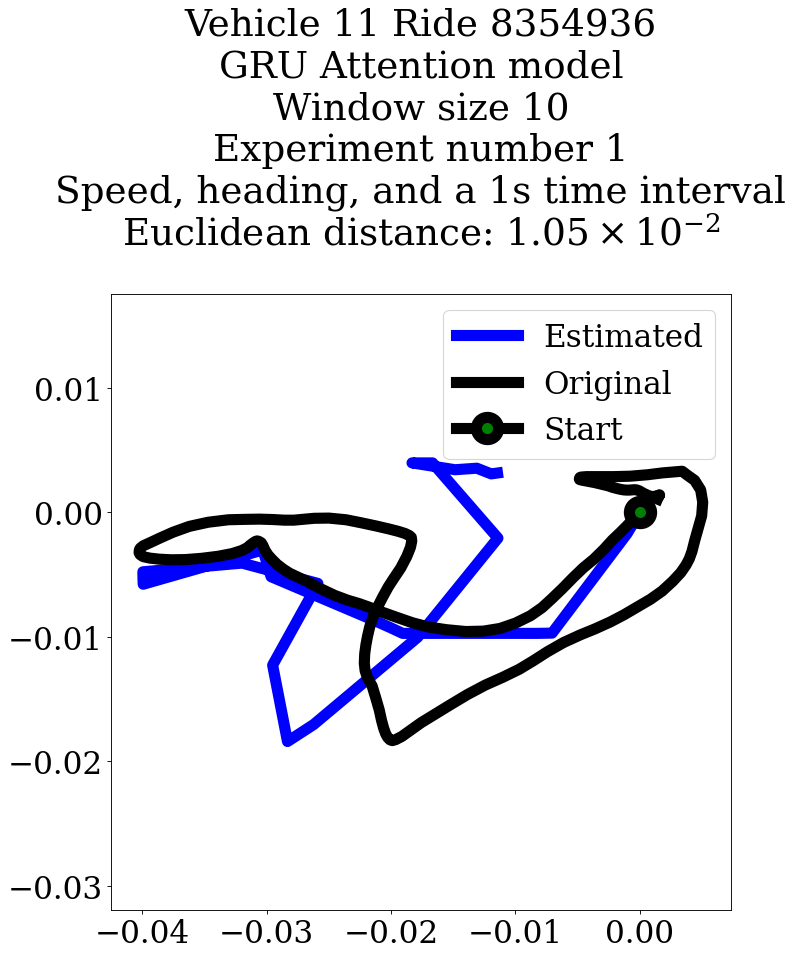 Vehicle 11 Ride 8354936
GRU Attention model
Window size 10
Experiment number 1
Speed, heading, and a 1s time interval
Euclidean distance: 1.05 × 10⁻²
Estimated
Original
Start
0.01
0.00
−0.01
−0.02
−0.03
−0.04 −0.03 −0.02 −0.01 0.00